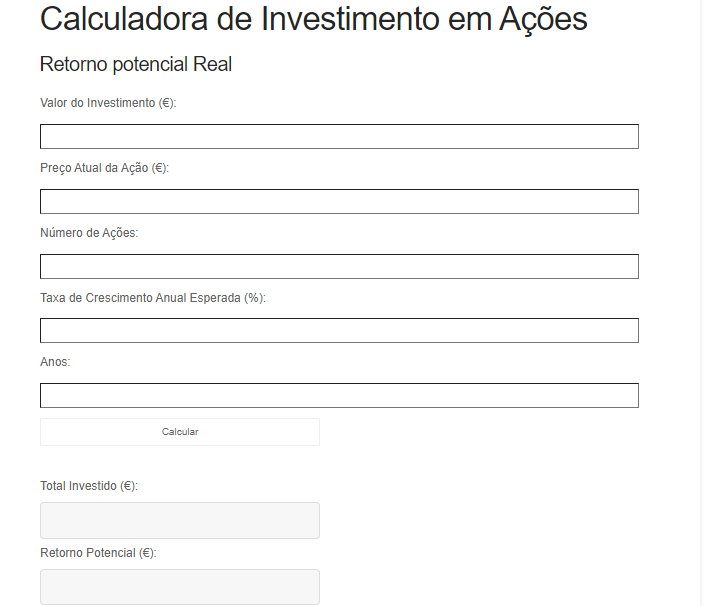 Calculadora de Investimento em Ações
Retorno potencial Real
Valor do Investimento (€):
Preço Atual da Ação (€):
Número de Ações:
Taxa de Crescimento Anual Esperada (%):
Anos:
Calcular
Total Investido (€):
Retorno Potencial (€):